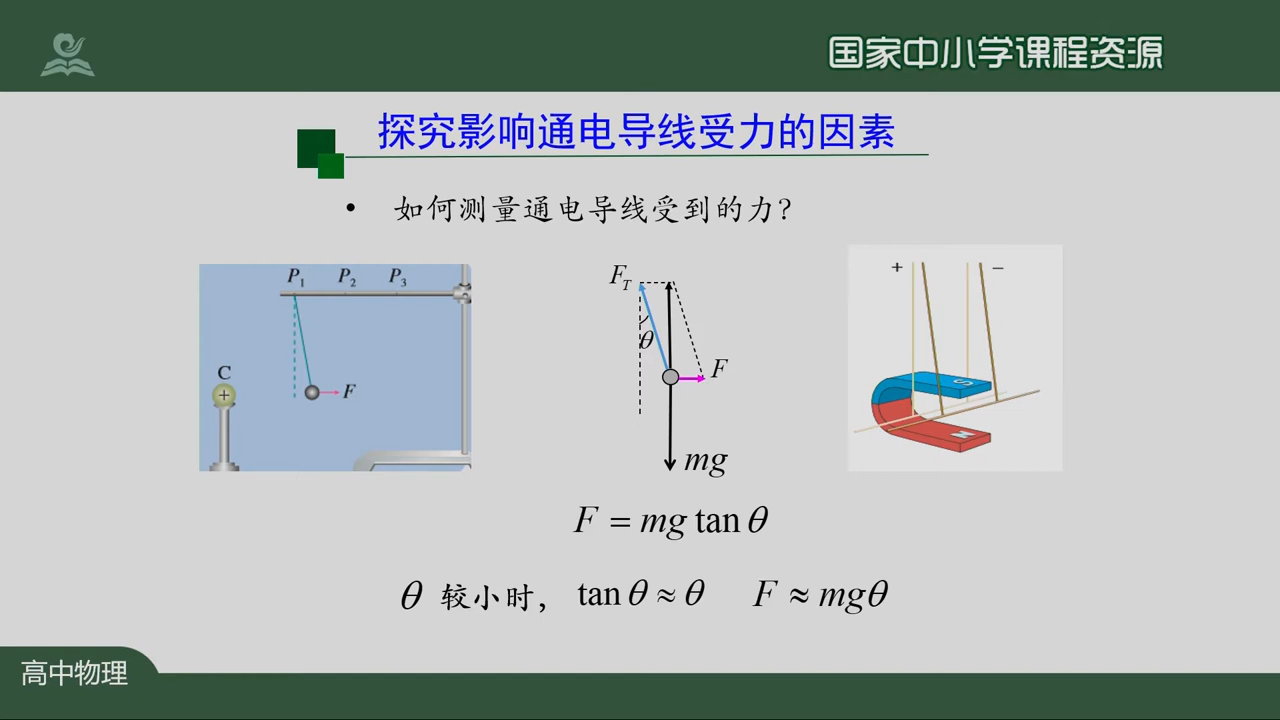 国家中小学课程资源
探究影响通电导线受力的因素
• 如何测量通电导线受到的力?
P₁ P₂ P₃
C
+
F
F_T
θ
F
mg
+ −
S
N
F = mg tan θ
θ 较小时, tan θ ≈ θ F ≈ mgθ
高中物理